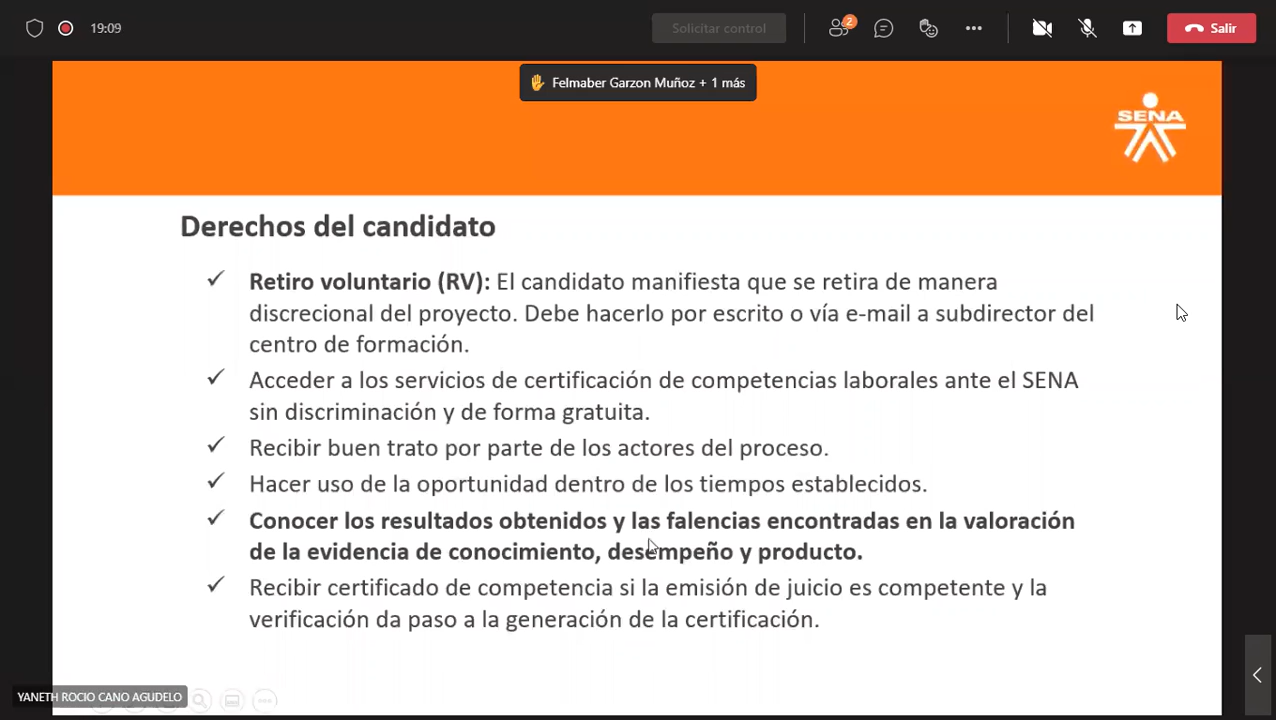 19:09
Solicitar control
2
Salir
Felmaber Garzon Muñoz + 1 más
SENA
Derechos del candidato
✓ Retiro voluntario (RV): El candidato manifiesta que se retira de manera
discrecional del proyecto. Debe hacerlo por escrito o vía e-mail a subdirector del
centro de formación.
✓ Acceder a los servicios de certificación de competencias laborales ante el SENA
sin discriminación y de forma gratuita.
✓ Recibir buen trato por parte de los actores del proceso.
✓ Hacer uso de la oportunidad dentro de los tiempos establecidos.
✓ Conocer los resultados obtenidos y las falencias encontradas en la valoración
de la evidencia de conocimiento, desempeño y producto.
✓ Recibir certificado de competencia si la emisión de juicio es competente y la
verificación da paso a la generación de la certificación.
YANETH ROCIO CANO AGUDELO